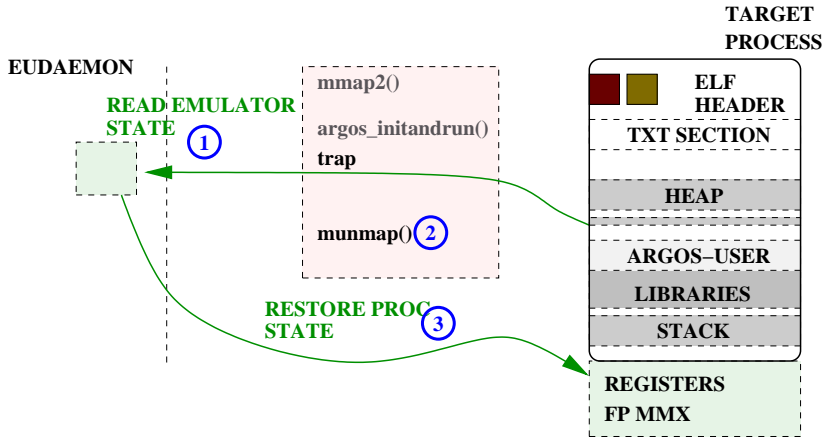 TARGET
PROCESS
EUDAEMON
mmap2()
ELF
HEADER
READ EMULATOR
STATE
1
argos_initandrun()
TXT SECTION
trap
HEAP
munmap()
2
ARGOS−USER
LIBRARIES
RESTORE PROC
STATE
3
STACK
REGISTERS
FP MMX